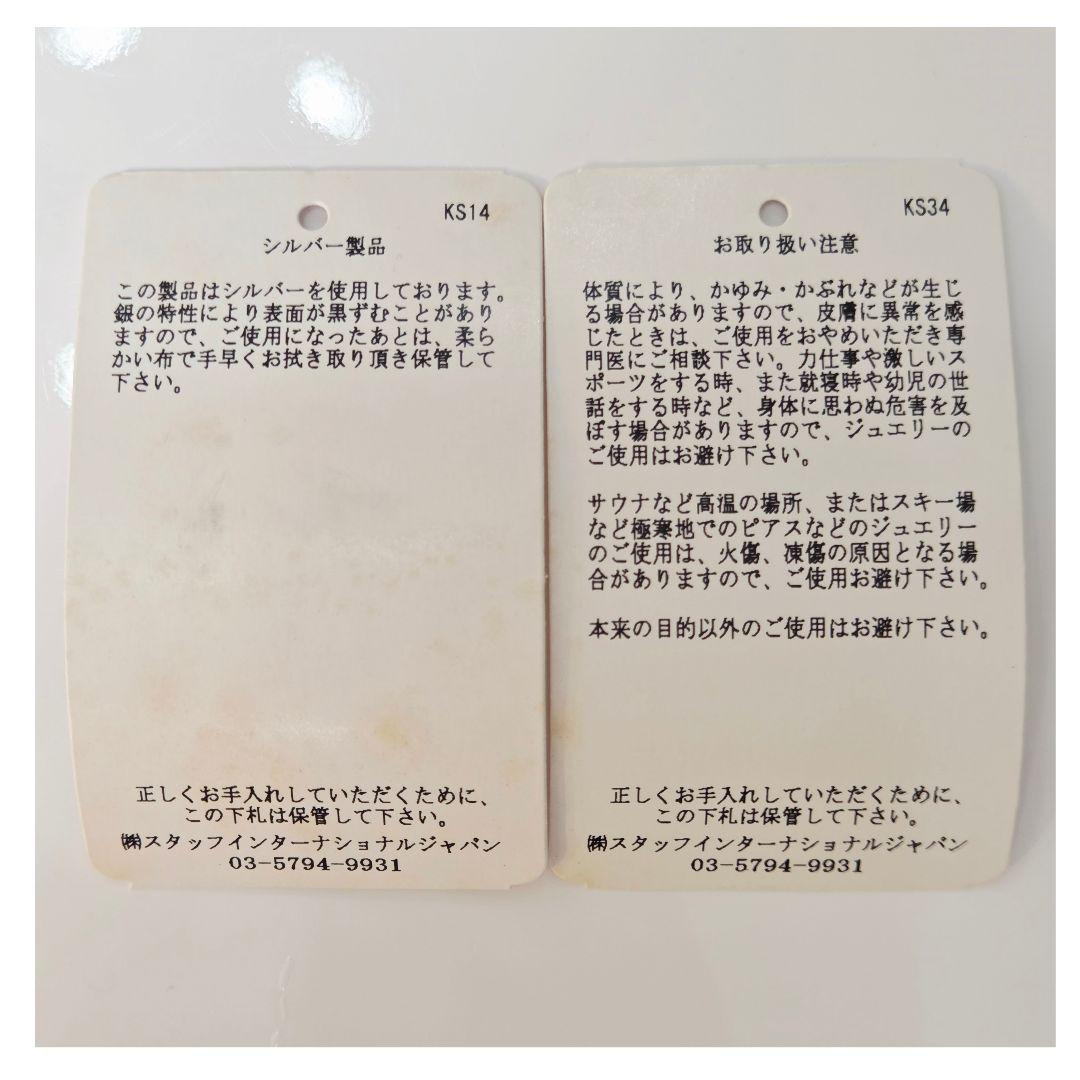 KS14
シルバー製品
この製品はシルバーを使用しております。
銀の特性により表面が黒ずむことがあり
ますので、ご使用になったあとは、柔ら
かい布で手早くお拭き取り頂き保管して
下さい。
正しくお手入れしていただくために、
この下札は保管して下さい。
㈱スタッフインターナショナルジャパン
03-5794-9931
KS34
お取り扱い注意
体質により、かゆみ・かぶれなどが生じ
る場合がありますので、皮膚に異常を感
じたときは、ご使用をおやめいただき専
門医にご相談下さい。力仕事や激しいス
ポーツをする時、また就寝時や幼児の世
話をする時など、身体に思わぬ危害を及
ぼす場合がありますので、ジュエリーの
ご使用はお避け下さい。
サウナなど高温の場所、またはスキー場
など極寒地でのピアスなどのジュエリー
のご使用は、火傷、凍傷の原因となる場
合がありますので、ご使用お避け下さい。
本来の目的以外のご使用はお避け下さい。
正しくお手入れしていただくために、
この下札は保管して下さい。
㈱スタッフインターナショナルジャパン
03-5794-9931